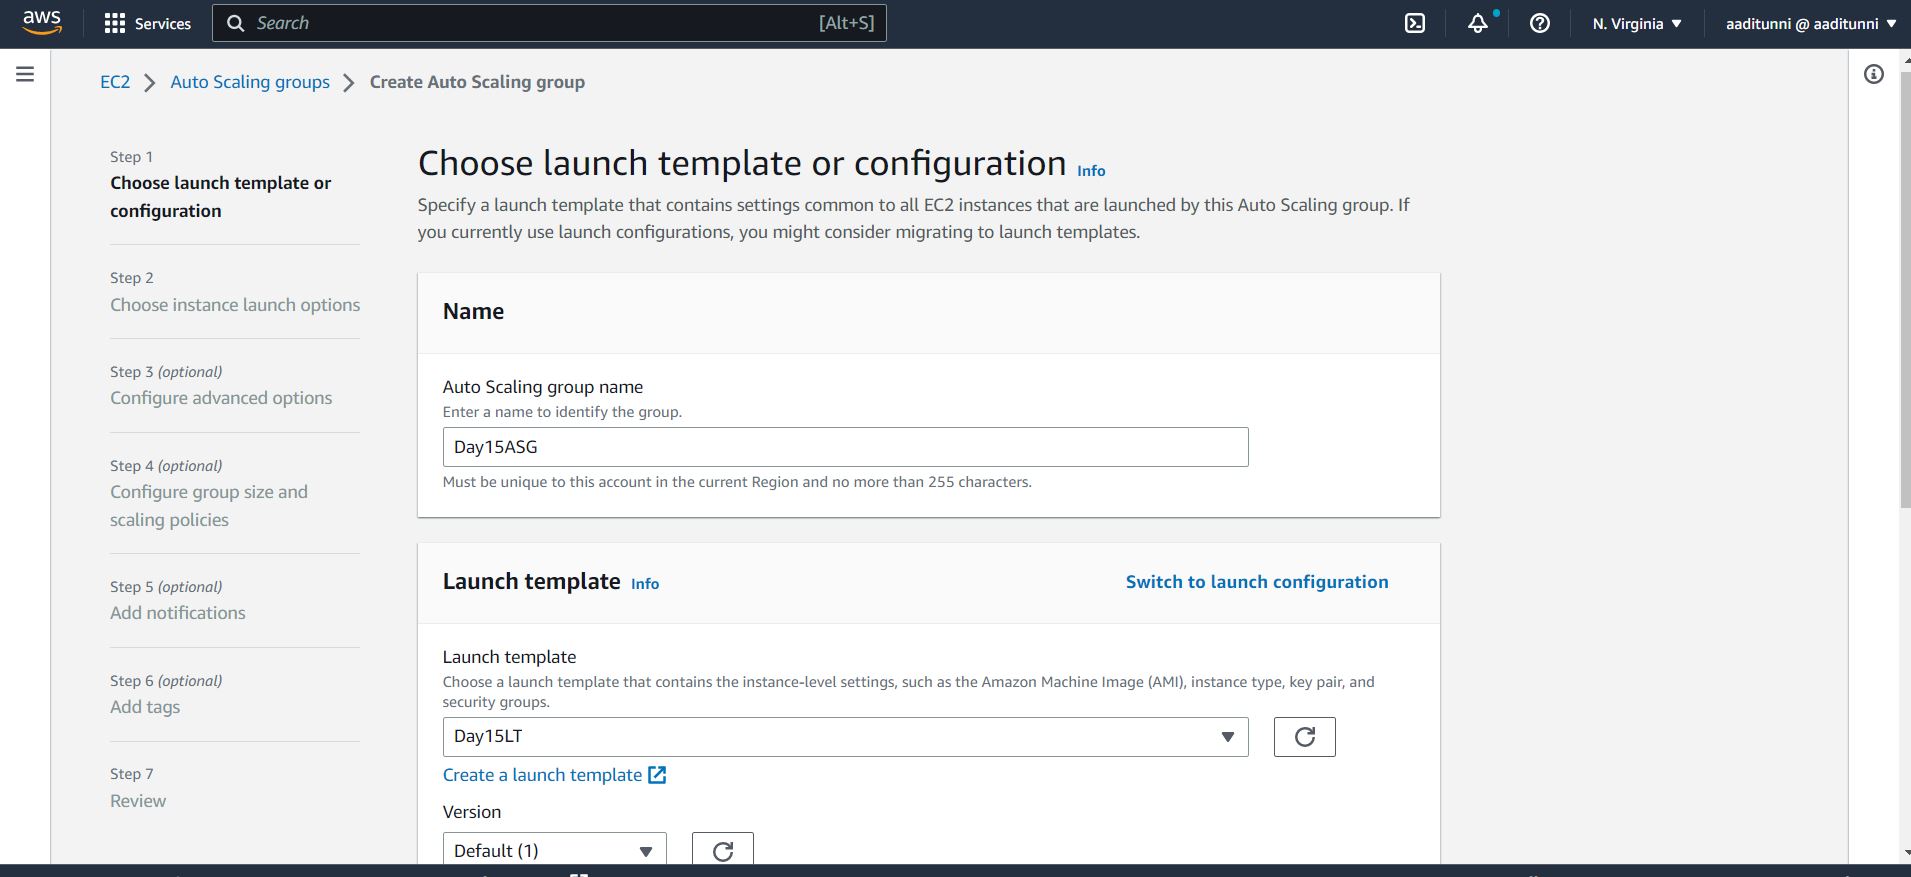 aws
Services
Search
[Alt+S]
N. Virginia
aaditunni @ aaditunni
EC2
Auto Scaling groups
Create Auto Scaling group
Step 1
Choose launch template or
configuration
Step 2
Choose instance launch options
Step 3 (optional)
Configure advanced options
Step 4 (optional)
Configure group size and
scaling policies
Step 5 (optional)
Add notifications
Step 6 (optional)
Add tags
Step 7
Review
Choose launch template or configuration Info
Specify a launch template that contains settings common to all EC2 instances that are launched by this Auto Scaling group. If
you currently use launch configurations, you might consider migrating to launch templates.
Name
Auto Scaling group name
Enter a name to identify the group.
Day15ASG
Must be unique to this account in the current Region and no more than 255 characters.
Launch template Info
Switch to launch configuration
Launch template
Choose a launch template that contains the instance-level settings, such as the Amazon Machine Image (AMI), instance type, key pair, and
security groups.
Day15LT
Create a launch template
Version
Default (1)